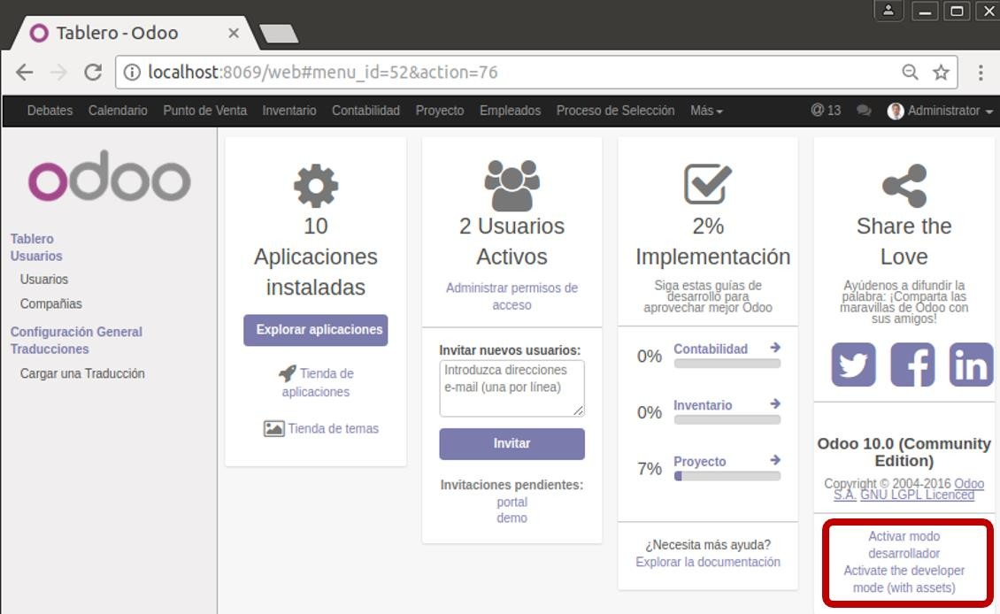 Tablero - Odoo
localhost:8069/web#menu_id=52&action=76
Debates Calendario Punto de Venta Inventario Contabilidad Proyecto Empleados Proceso de Selección Más @ 13 Administrator
odoo
Tablero
Usuarios
Usuarios
Compañias
Configuración General
Traducciones
Cargar una Traducción
10
Aplicaciones
instaladas
Explorar aplicaciones
Tienda de
aplicaciones
Tienda de temas
2 Usuarios
Activos
Administrar permisos de
acceso
Invitar nuevos usuarios:
Introduzca direcciones
e-mail (una por línea)
Invitar
Invitaciones pendientes:
portal
demo
2%
Implementación
Siga estas guías de
desarrollo para
aprovechar mejor Odoo
0% Contabilidad
0% Inventario
7% Proyecto
¿Necesita más ayuda?
Explorar la documentación
Share the
Love
Ayúdenos a difundir la
palabra: ¡Comparta las
maravillas de Odoo con
sus amigos!
Odoo 10.0 (Community
Edition)
Copyright © 2004-2016 Odoo
S.A. GNU LGPL Licenced
Activar modo
desarrollador
Activate the developer
mode (with assets)